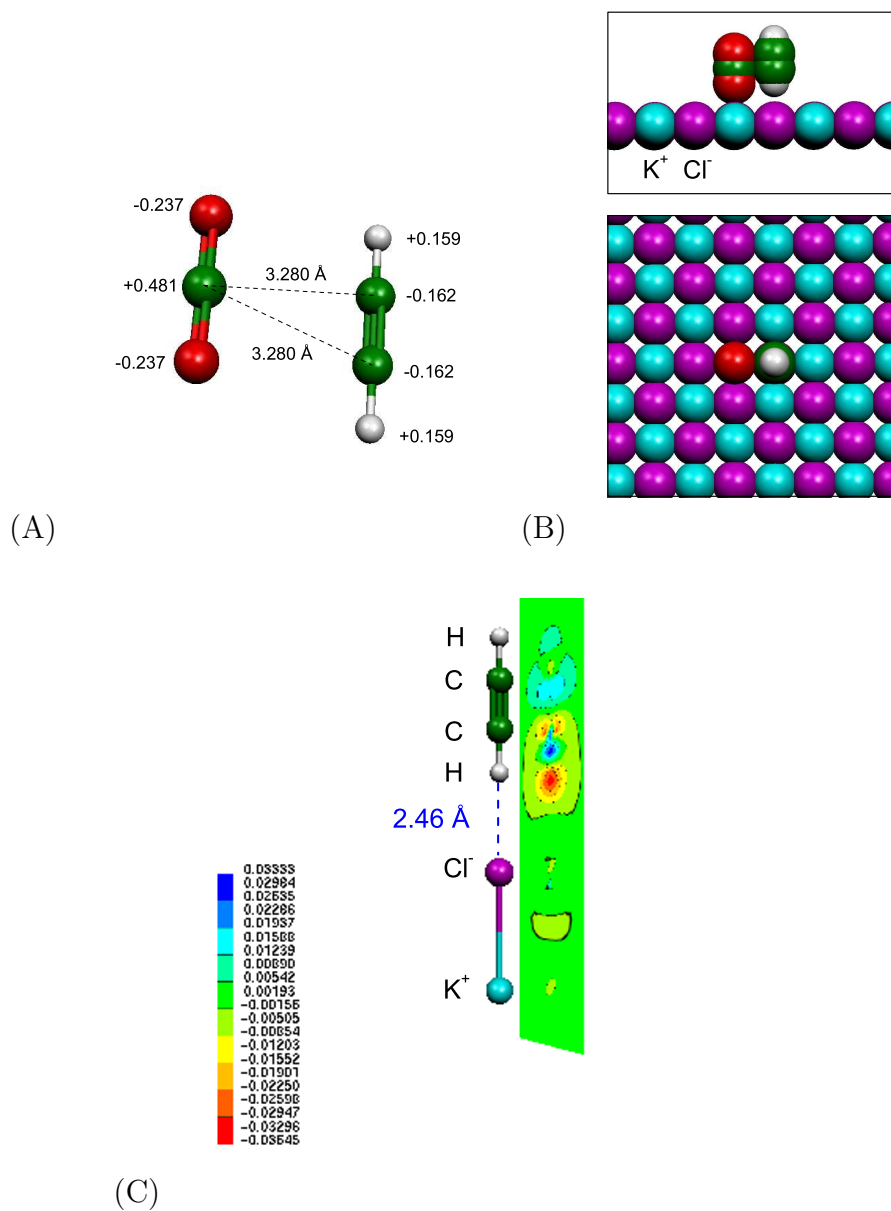 -0.237
+0.159
3.280 Å
+0.481
-0.162
3.280 Å
-0.237
-0.162
+0.159
(A)
K+ Cl-
(B)
H
C
C
H
2.46 Å
Cl-
K+
0.03333
0.02984
0.02635
0.02286
0.01937
0.01588
0.01239
0.00890
0.00542
0.00193
-0.00156
-0.00505
-0.00854
-0.01203
-0.01552
-0.01901
-0.02250
-0.02598
-0.02947
-0.03296
-0.03645
(C)